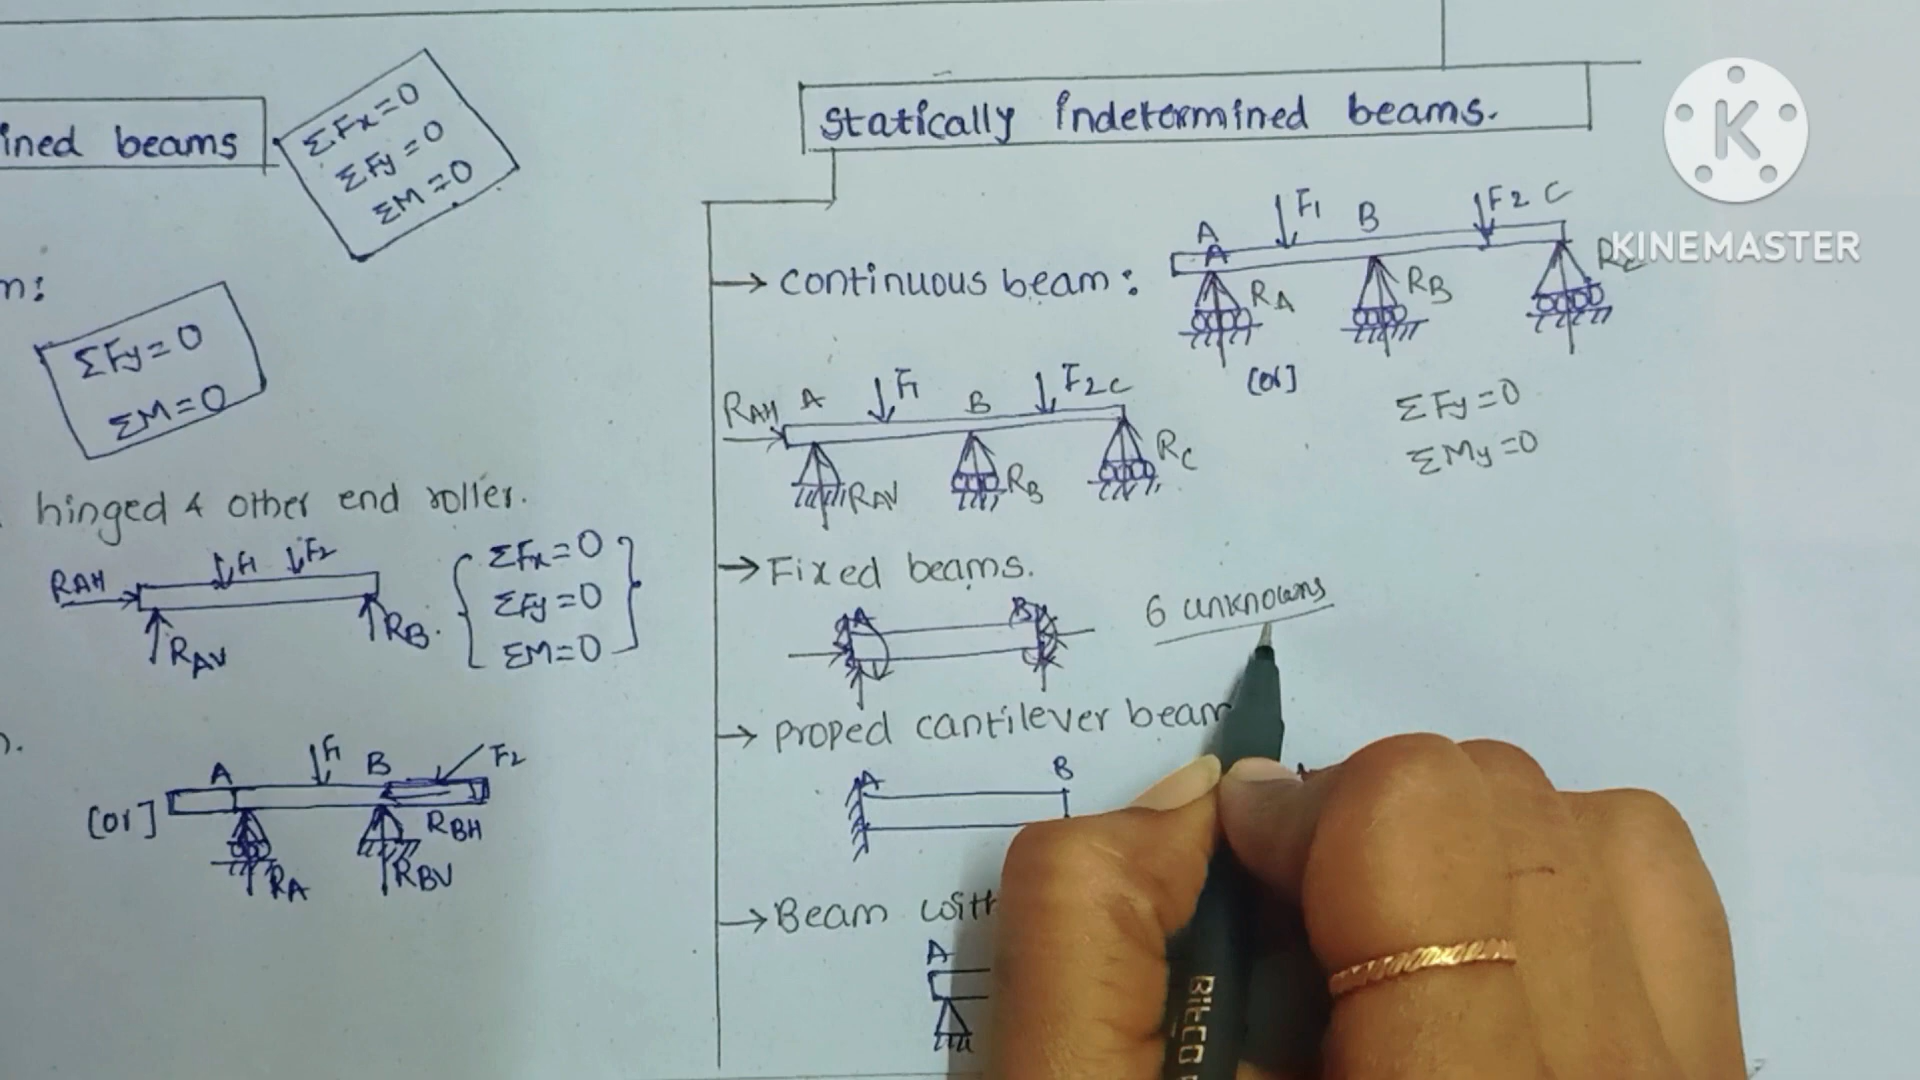 ined beams
ΣFx=0
ΣFy=0
ΣM=0
n:
ΣFy=0
ΣM=0
hinged & other end roller.
RAH
F1
F2
RAV
RB.
ΣFx=0
ΣFy=0
ΣM=0
[or]
A
F1
B
F2
RBH
RA
RBV
Statically indetermined beams.
→ continuous beam:
A
A
F1
B
F2
C
RA
RB
RC
[or]
ΣFy=0
ΣMy=0
RAH
A
F1
B
F2
C
RAV
RB
RC
→ Fixed beams.
A
B
6 unknowns
→ Proped cantilever beam
A
B
→ Beam with
A
BitCO
K
KINEMASTER